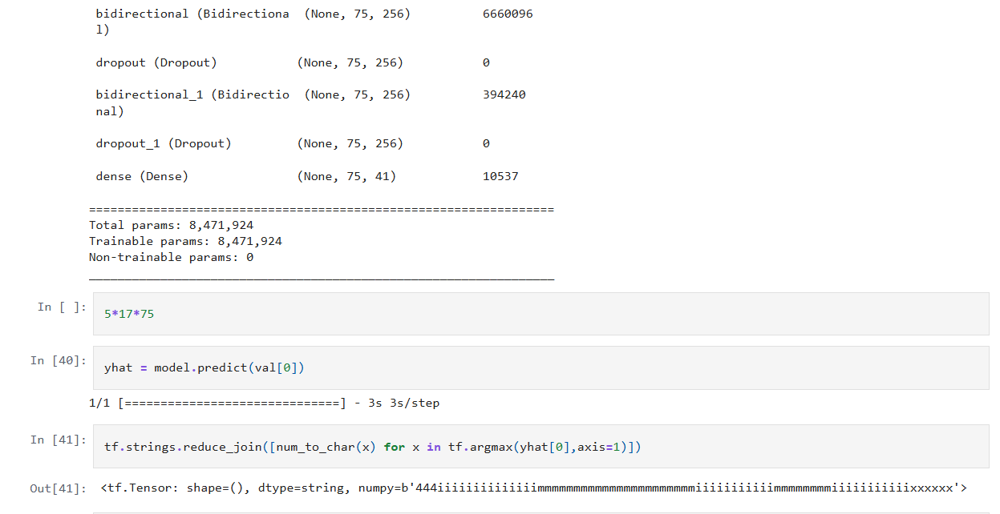 bidirectional (Bidirectiona  (None, 75, 256)          6660096
l)
dropout (Dropout)           (None, 75, 256)           0
bidirectional_1 (Bidirectio  (None, 75, 256)          394240
nal)
dropout_1 (Dropout)         (None, 75, 256)           0
dense (Dense)               (None, 75, 41)            10537
=================================================================
Total params: 8,471,924
Trainable params: 8,471,924
Non-trainable params: 0
_________________________________________________________________
In [ ]: 5*17*75
In [40]: yhat = model.predict(val[0])
1/1 [==============================] - 3s 3s/step
In [41]: tf.strings.reduce_join([num_to_char(x) for x in tf.argmax(yhat[0],axis=1)])
Out[41]: <tf.Tensor: shape=(), dtype=string, numpy=b'444iiiiiiiiiiiiiimmmmmmmmmmmmmmmmmmmmmmiiiiiiiiiiimmmmmmmmiiiiiiiiiiixxxxxx'>